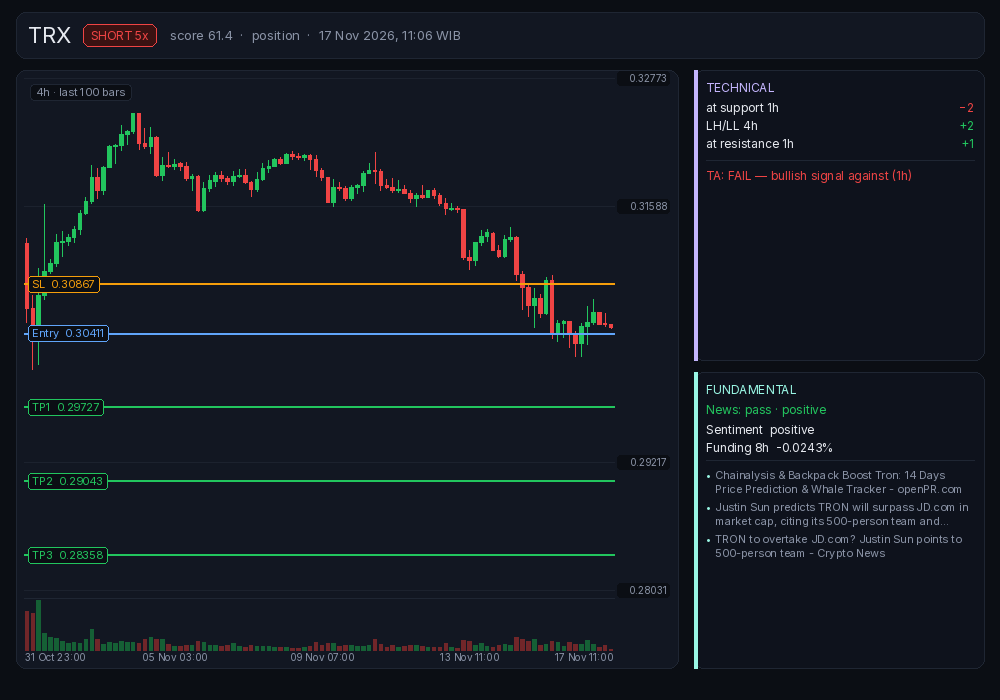 TRX SHORT 5x score 61.4 · position · 17 Nov 2026, 11:06 WIB
4h · last 100 bars
0.32773
0.31588
SL 0.30867
Entry 0.30411
TP1 0.29727
0.29217
TP2 0.29043
TP3 0.28358
0.28031
31 Oct 23:00 05 Nov 03:00 09 Nov 07:00 13 Nov 11:00 17 Nov 11:00
TECHNICAL
at support 1h −2
LH/LL 4h +2
at resistance 1h +1
TA: FAIL — bullish signal against (1h)
FUNDAMENTAL
News: pass · positive
Sentiment positive
Funding 8h -0.0243%
• Chainalysis & Backpack Boost Tron: 14 Days
Price Prediction & Whale Tracker - openPR.com
• Justin Sun predicts TRON will surpass JD.com in
market cap, citing its 500-person team and…
• TRON to overtake JD.com? Justin Sun points to
500-person team - Crypto News